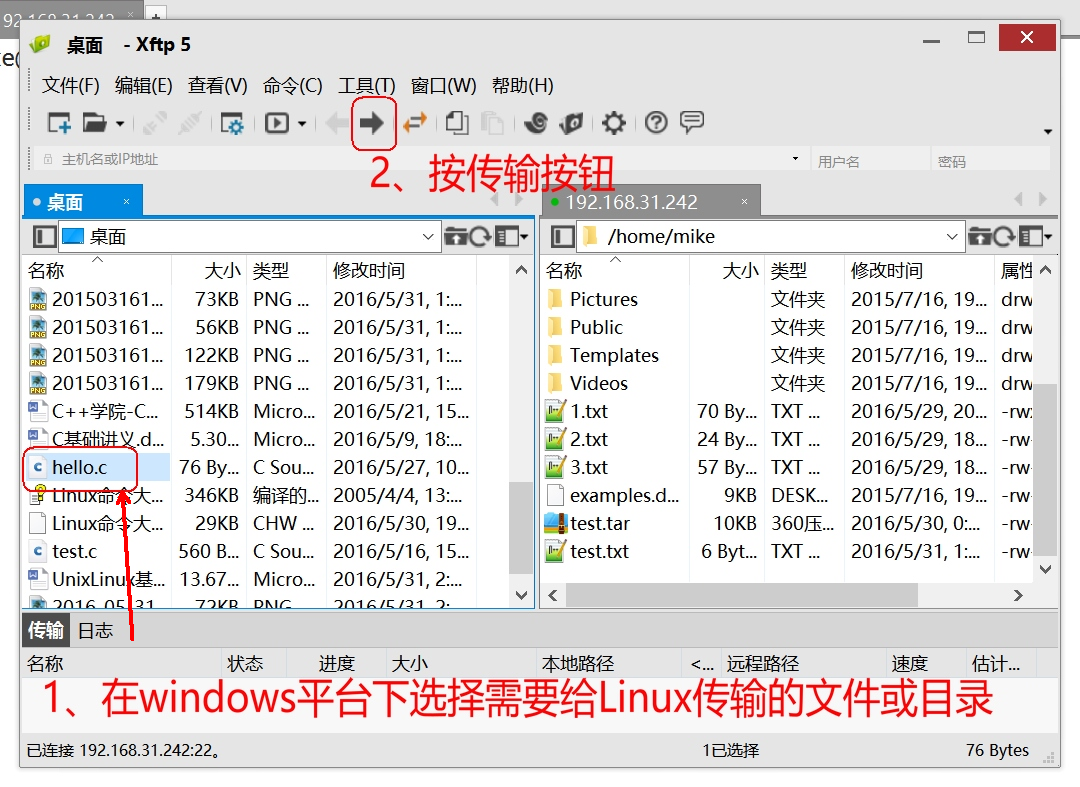 92.168.31.242
桌面 - Xftp 5
文件(F) 编辑(E) 查看(V) 命令(C) 工具(T) 窗口(W) 帮助(H)
主机名或IP地址 用户名 密码
2、按传输按钮
桌面 192.168.31.242
桌面 /home/mike
名称 大小 类型 修改时间 名称 大小 类型 修改时间 属性
201503161... 73KB PNG ... 2016/5/31, 1:... Pictures 文件夹 2015/7/16, 19... drw
201503161... 56KB PNG ... 2016/5/31, 1:... Public 文件夹 2015/7/16, 19... drw
201503161... 122KB PNG ... 2016/5/31, 1:... Templates 文件夹 2015/7/16, 19... drw
201503161... 179KB PNG ... 2016/5/31, 1:... Videos 文件夹 2015/7/16, 19... drw
C++学院-C... 514KB Micro... 2016/5/21, 15... 1.txt 70 By... TXT ... 2016/5/29, 20... -rw
C基础讲义.d... 5.30... Micro... 2016/5/9, 18:... 2.txt 24 By... TXT ... 2016/5/29, 18... -rw
hello.c 76 By... C Sou... 2016/5/27, 10... 3.txt 57 By... TXT ... 2016/5/29, 18... -rw
Linux命令大... 346KB 编译的... 2005/4/4, 13:... examples.d... 9KB DESK... 2015/7/16, 19... -rw
Linux命令大... 29KB CHW ... 2016/5/30, 19... test.tar 10KB 360压... 2016/5/30, 0:... -rw
test.c 560 B... C Sou... 2016/5/16, 15... test.txt 6 Byt... TXT ... 2016/5/31, 1:... -rw
UnixLinux基... 13.67... Micro... 2016/5/31, 2:...
2016-05-31... 72KB PNG ... 2016/5/31, 2:...
传输 日志
名称 状态 进度 大小 本地路径 <... 远程路径 速度 估计...
1、在windows平台下选择需要给Linux传输的文件或目录
已连接 192.168.31.242:22。 1已选择 76 Bytes